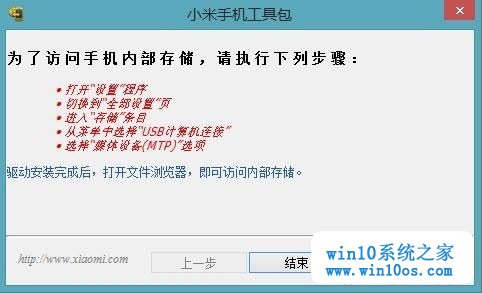 小米手机工具包
为了访问手机内部存储，请执行下列步骤：
• 打开“设置”程序
• 切换到“全部设置”页
• 进入“存储”条目
• 从菜单中选择“USB计算机连接”
• 选择“媒体设备(MTP)”选项
驱动安装完成后，打开文件浏览器，即可访问内部存储。
http://www.xiaomi.com
上一步
结束
win10系统之家
www.win10os.com